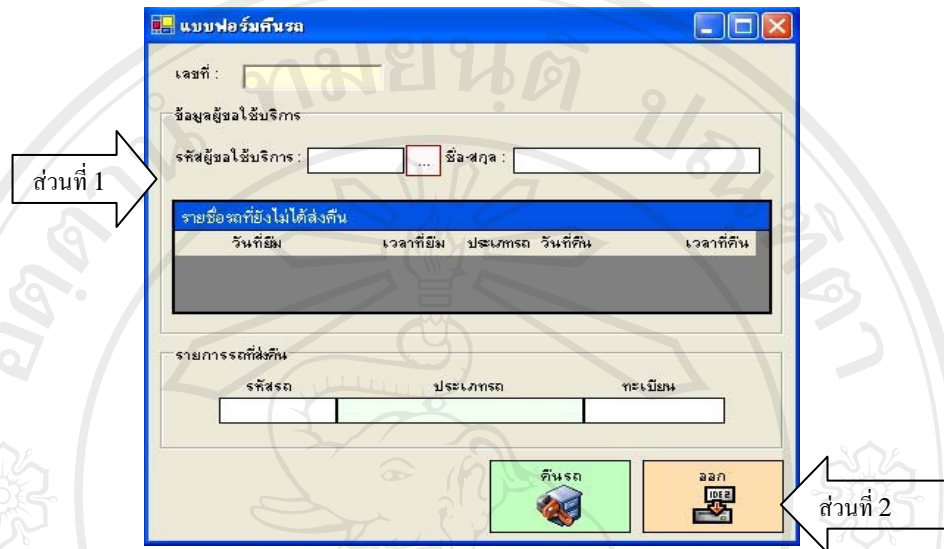 แบบฟอร์มคืนรถ
เลขที่ :
ข้อมูลผู้ขอใช้บริการ
รหัสผู้ขอใช้บริการ : ... ชื่อ-สกุล :
ส่วนที่ 1
รายชื่อรถที่ยังไม่ได้ส่งคืน
วันที่ยืม เวลาที่ยืม ประเภทรถ วันที่คืน เวลาที่คืน
รายการรถที่ส่งคืน
รหัสรถ ประเภทรถ ทะเบียน
คืนรถ ออก
IDE2
ส่วนที่ 2